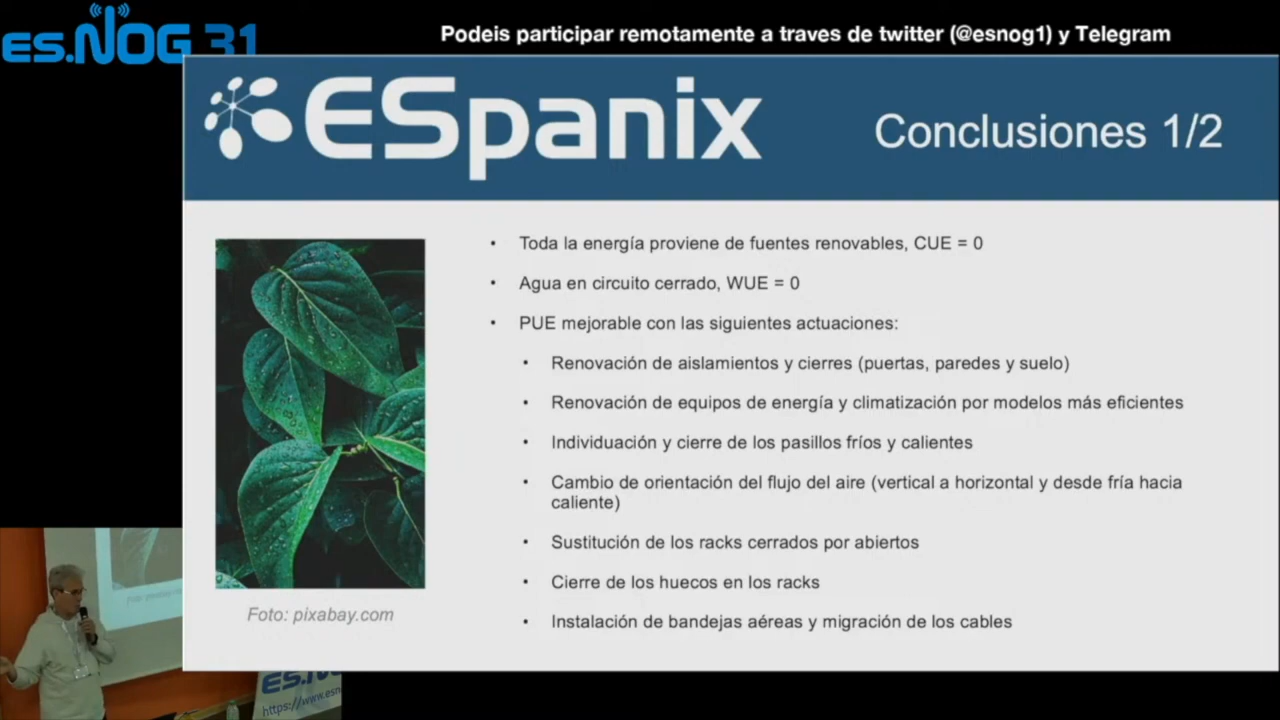 Podeis participar remotamente a traves de twitter (@esnog1) y Telegram
es.NOG 31
ESpanix
Conclusiones 1/2
• Toda la energía proviene de fuentes renovables, CUE = 0
• Agua en circuito cerrado, WUE = 0
• PUE mejorable con las siguientes actuaciones:
• Renovación de aislamientos y cierres (puertas, paredes y suelo)
• Renovación de equipos de energía y climatización por modelos más eficientes
• Individuación y cierre de los pasillos fríos y calientes
• Cambio de orientación del flujo del aire (vertical a horizontal y desde fría hacia
caliente)
• Sustitución de los racks cerrados por abiertos
• Cierre de los huecos en los racks
• Instalación de bandejas aéreas y migración de los cables
Foto: pixabay.com
es.NO
https://www.esn